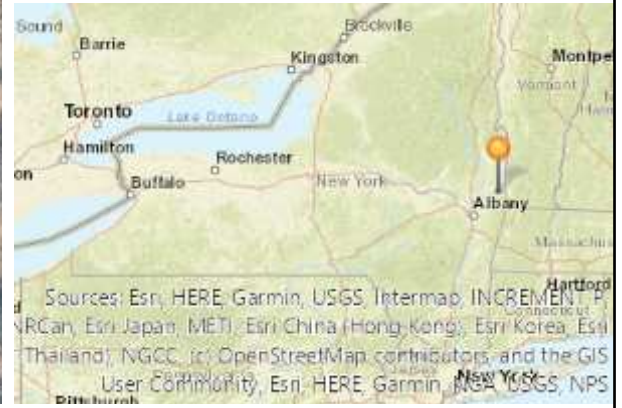 Sound
Barrie
Brockville
Kingston
Montpe
Vermont
Toronto
Lake Ontario
Hamilton
on
Rochester
Buffalo
New York
Albany
Massachus
Hartford
Connecticut
Sources: Esri, HERE, Garmin, USGS, Intermap, INCREMENT P,
NRCan, Esri Japan, METI, Esri China (Hong Kong), Esri Korea, Esri
Thailand), NGCC, (c) OpenStreetMap contributors, and the GIS
User Community, Esri, HERE, Garmin, NGA, USGS, NPS
New York
Pittsburgh